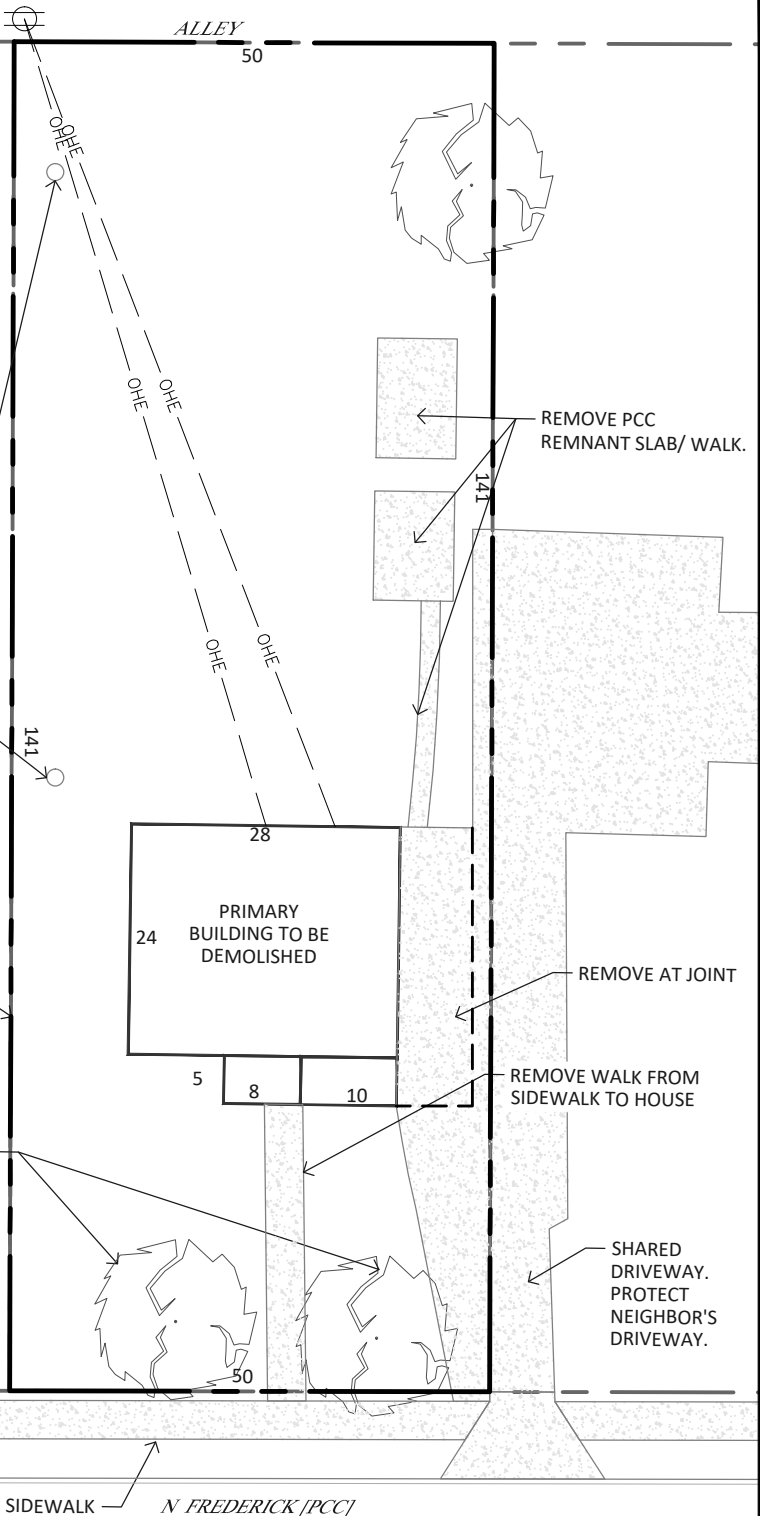 ALLEY
50
OHE
OHE
OHE
OHE
REMOVE PCC
REMNANT SLAB/ WALK.
141
OHE
OHE
141
28
PRIMARY
BUILDING TO BE
DEMOLISHED
24
REMOVE AT JOINT
5
8
10
REMOVE WALK FROM
SIDEWALK TO HOUSE
SHARED
DRIVEWAY.
PROTECT
NEIGHBOR'S
DRIVEWAY.
50
SIDEWALK
N FREDERICK [PCC]